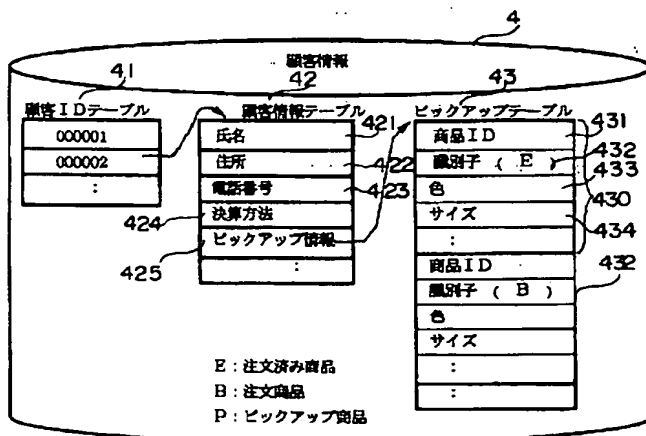 4
顧客情報
41
42
43
顧客IDテーブル
顧客情報テーブル
ピックアップテーブル
000001
000002
:
氏名
421
住所
422
電話番号
423
424
決算方法
425
ピックアップ情報
:
商品ID
431
識別子 ( E )
432
色
433
サイズ
434
:
430
商品ID
識別子 ( B )
432
色
サイズ
:
:
E:注文済み商品
B:注文商品
P:ピックアップ商品